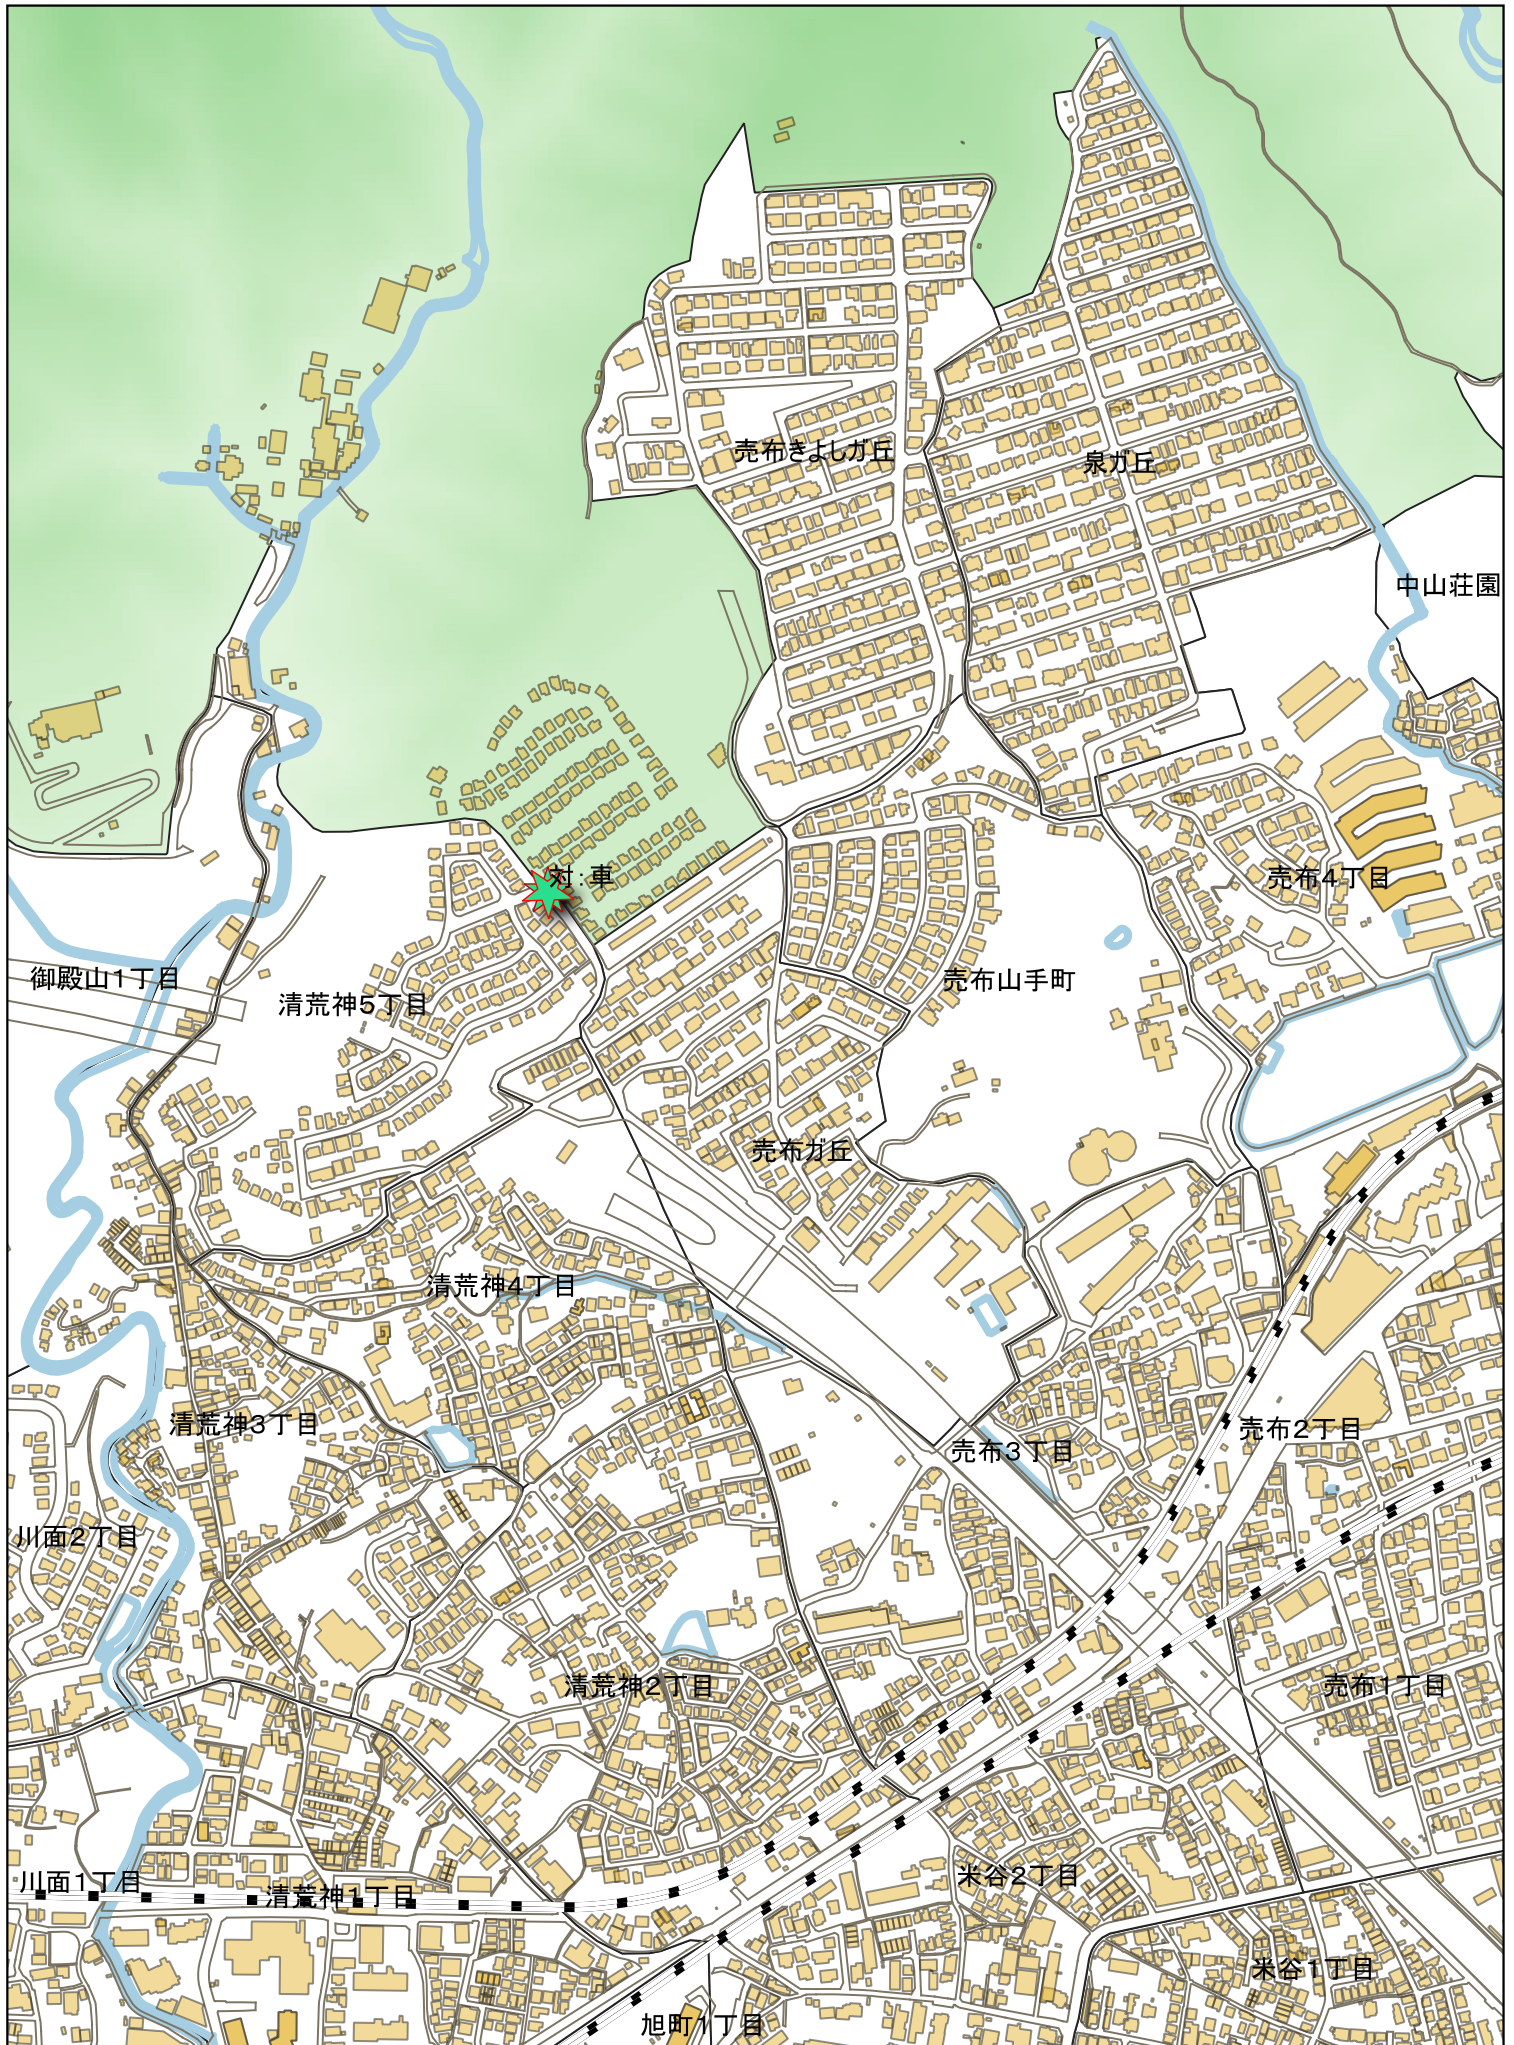 売布きよしガ丘
泉ガ丘
中山荘園
対・車
売布4丁目
御殿山1丁目
清荒神5丁目
売布山手町
売布ガ丘
清荒神4丁目
清荒神3丁目
売布3丁目
売布2丁目
川面2丁目
清荒神2丁目
売布1丁目
川面1丁目
清荒神1丁目
米谷2丁目
米谷1丁目
旭町1丁目